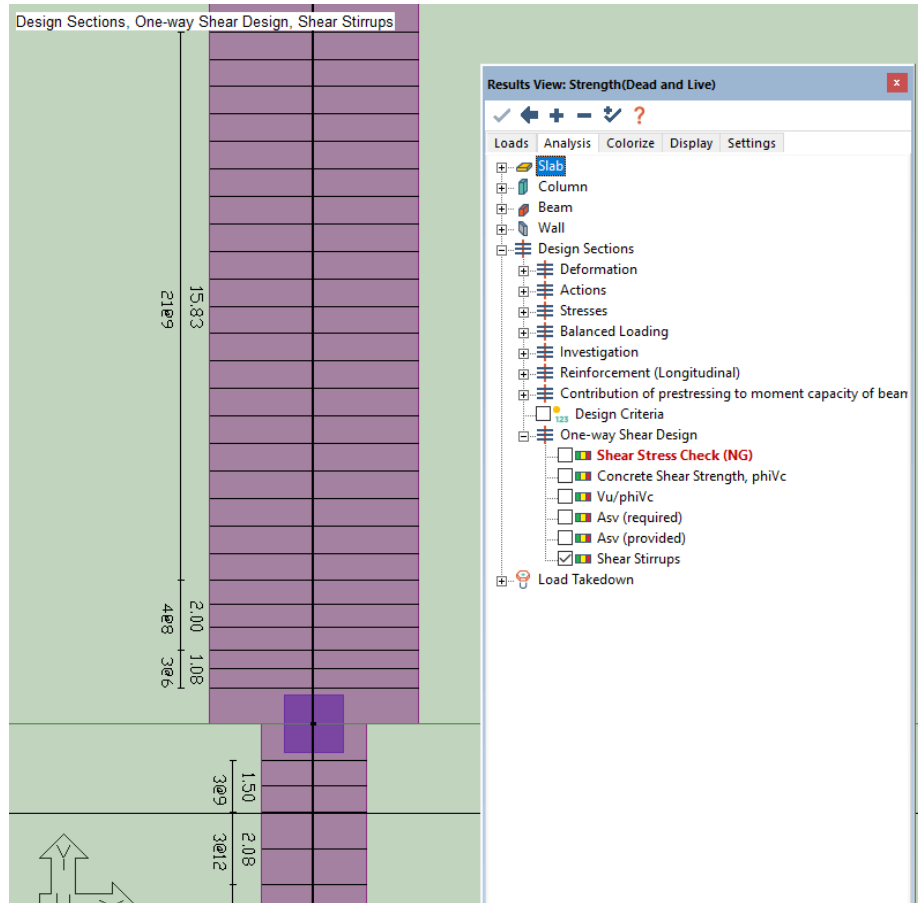 Design Sections, One-way Shear Design, Shear Stirrups
21@9
15.83
4@8
2.00
3@6
1.08
3@9
1.50
3@12
2.08
Y
Results View: Strength(Dead and Live)
x
?
Loads Analysis Colorize Display Settings
Slab
Column
Beam
Wall
Design Sections
Deformation
Actions
Stresses
Balanced Loading
Investigation
Reinforcement (Longitudinal)
Contribution of prestressing to moment capacity of bean
123 Design Criteria
One-way Shear Design
Shear Stress Check (NG)
Concrete Shear Strength, phiVc
Vu/phiVc
Asv (required)
Asv (provided)
Shear Stirrups
Load Takedown